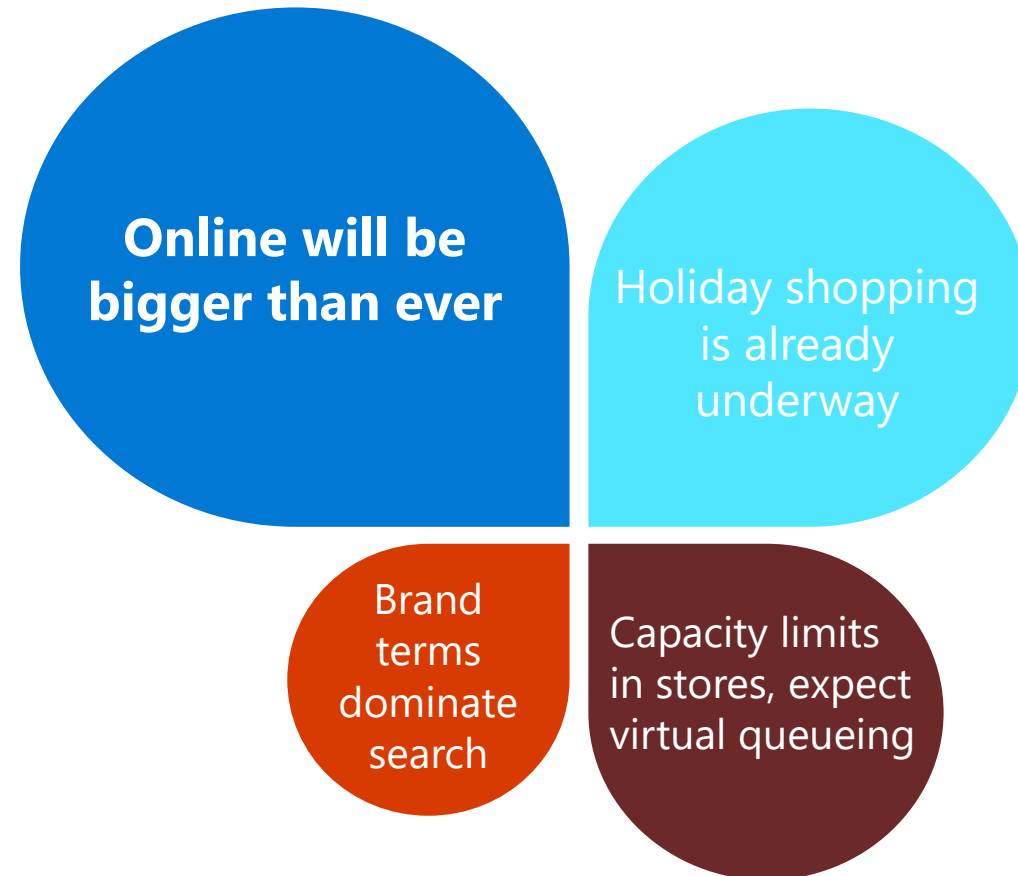 Online will be
bigger than ever
Holiday shopping
is already
underway
Brand
terms
dominate
search
Capacity limits
in stores, expect
virtual queueing